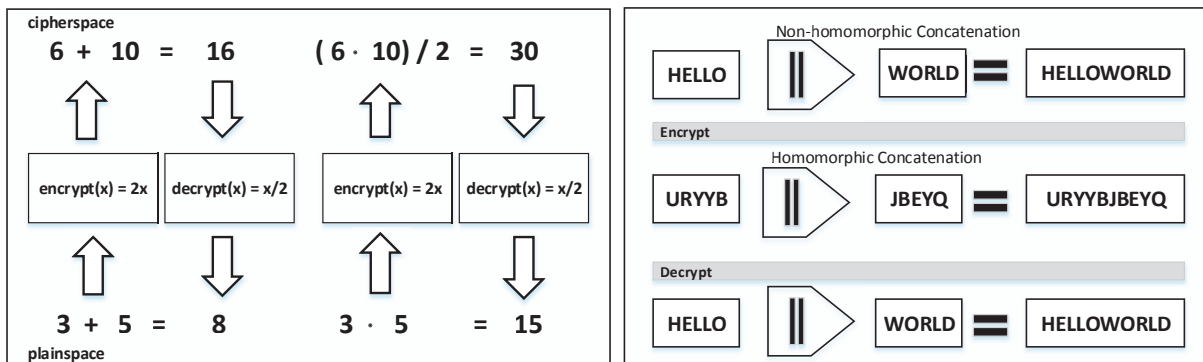 cipherspace
6 + 10 = 16
( 6 · 10) / 2 = 30
encrypt(x) = 2x
decrypt(x) = x/2
encrypt(x) = 2x
decrypt(x) = x/2
3 + 5 = 8
3 · 5 = 15
plainspace
Non-homomorphic Concatenation
HELLO || WORLD = HELLOWORLD
Encrypt
Homomorphic Concatenation
URYYB || JBEYQ = URYYBJBEYQ
Decrypt
HELLO || WORLD = HELLOWORLD